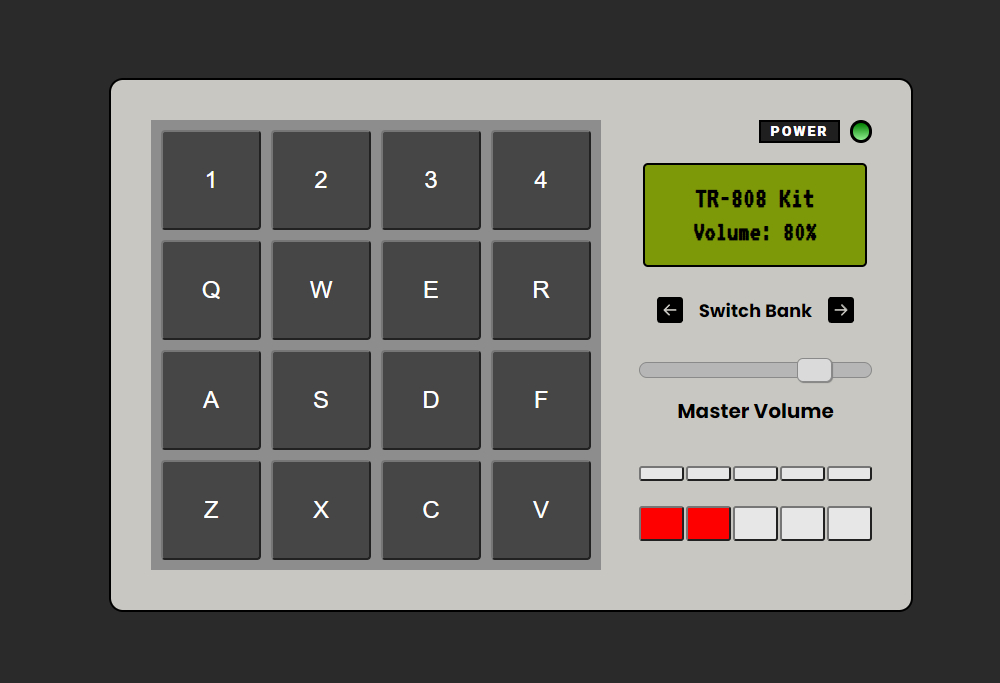 POWER
1 2 3 4
TR-808 Kit
Volume: 80%
Q W E R
← Switch Bank →
A S D F
Master Volume
Z X C V